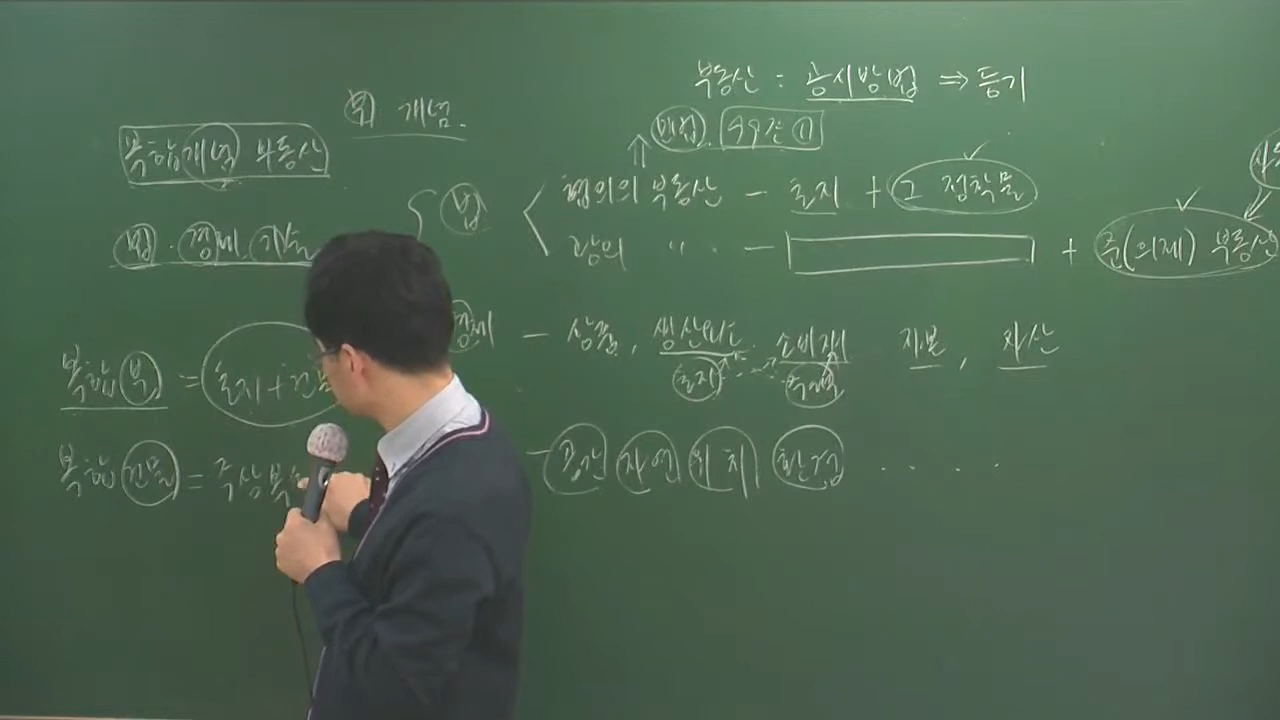 부동산 : 공시방법 ⇒ 등기
부 개념.
민법. 99조 ①
복합개념 부동산
법 협의의 부동산 - 토지 + 그 정착물
광의 〃 - + 준(의제) 부동산
법. 경제. 기술
경제 - 상품, 생산요소. 소비재 자본, 자산
토지 주택
복합부 = 토지+건물
- 공간 자연 위치 환경 . . . .
복합건물 = 주상복